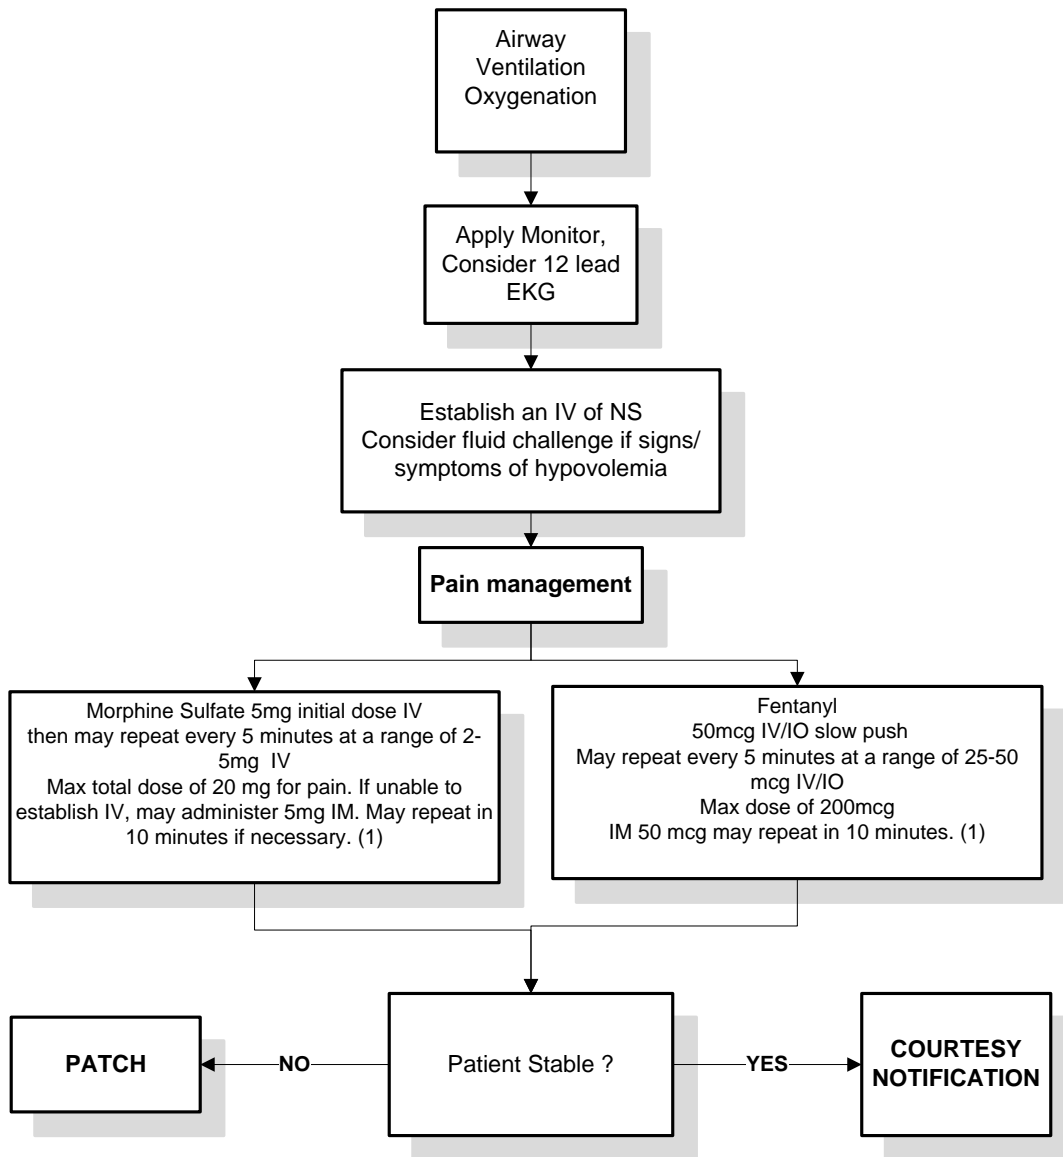 Airway
Ventilation
Oxygenation
Apply Monitor,
Consider 12 lead
EKG
Establish an IV of NS
Consider fluid challenge if signs/
symptoms of hypovolemia
Pain management
Morphine Sulfate 5mg initial dose IV
then may repeat every 5 minutes at a range of 2-
5mg IV
Max total dose of 20 mg for pain. If unable to
establish IV, may administer 5mg IM. May repeat in
10 minutes if necessary. (1)
Fentanyl
50mcg IV/IO slow push
May repeat every 5 minutes at a range of 25-50
mcg IV/IO
Max dose of 200mcg
IM 50 mcg may repeat in 10 minutes. (1)
PATCH
NO
Patient Stable ?
YES
COURTESY
NOTIFICATION